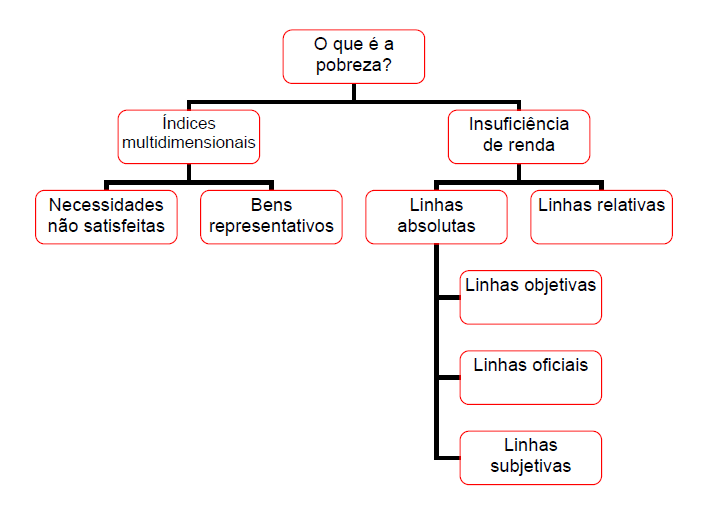 O que é a
pobreza?
Índices
multidimensionais
Insuficiência
de renda
Necessidades
não satisfeitas
Bens
representativos
Linhas
absolutas
Linhas relativas
Linhas objetivas
Linhas oficiais
Linhas
subjetivas